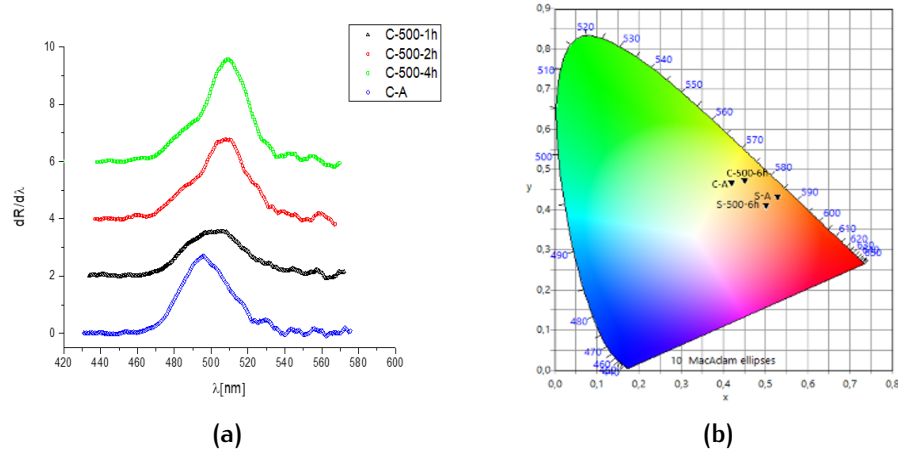 C-500-1h
C-500-2h
C-500-4h
C-A
10
8
6
4
2
0
dR/dλ
420 440 460 480 500 520 540 560 580 600
λ[nm]
(a)
0,9
0,8
0,7
0,6
0,5
y
0,4
0,3
0,2
0,1
0,0
520
530
540
510
550
560
570
500
580
C-500-6h
C-A
S-A
590
S-500-6h
600
610
620
630
490
650
480
470
460
10 MacAdam ellipses
0,0 0,1 0,2 0,3 0,4 0,5 0,6 0,7 0,8
x
(b)